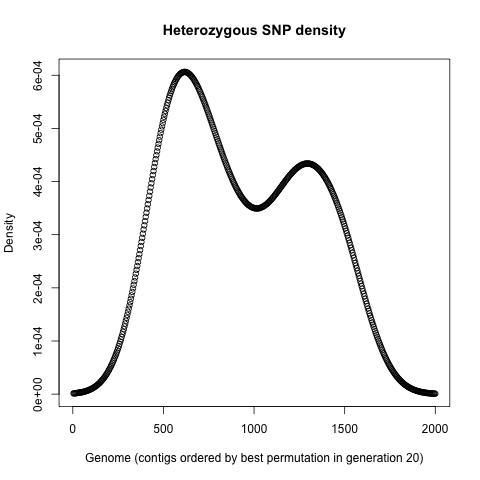 Heterozygous SNP density
6e-04
5e-04
4e-04
3e-04
2e-04
1e-04
0e+00
Density
0 500 1000 1500 2000
Genome (contigs ordered by best permutation in generation 20)